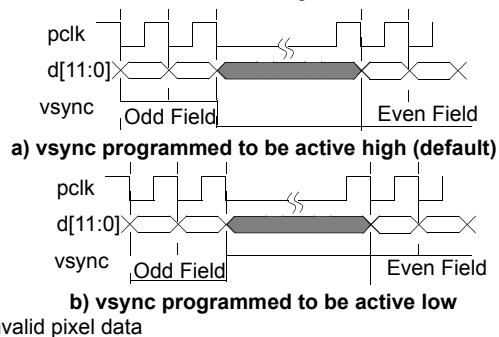 pclk
d[11:0]
vsync
Odd Field
Even Field
a) vsync programmed to be active high (default)
pclk
d[11:0]
vsync
Odd Field
Even Field
b) vsync programmed to be active low
nvalid pixel data